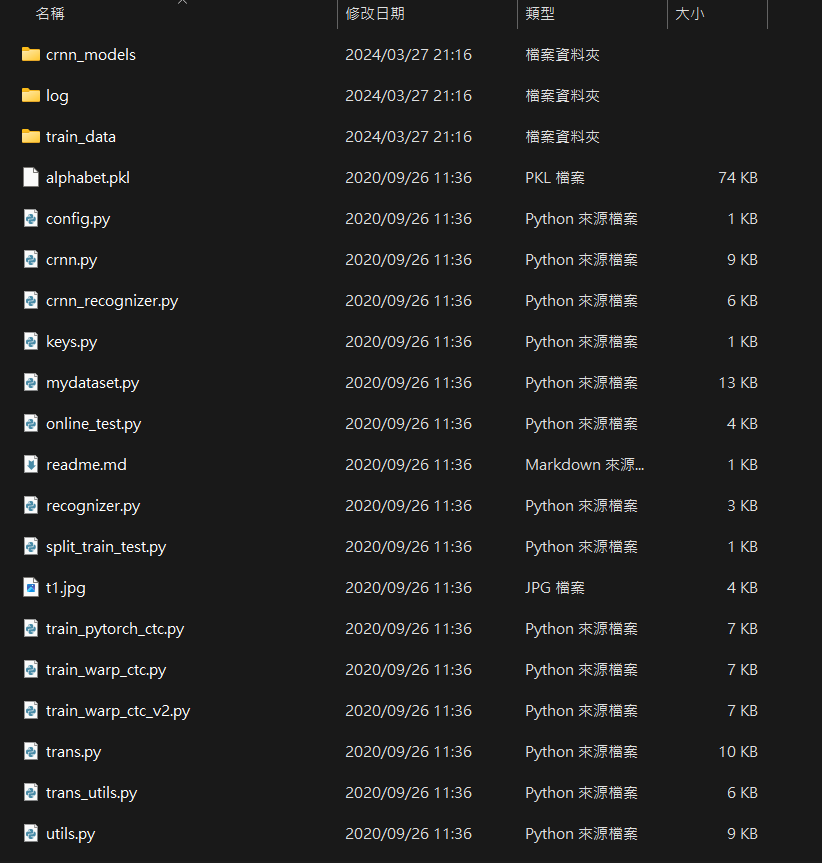 名稱 修改日期 類型 大小
crnn_models 2024/03/27 21:16 檔案資料夾
log 2024/03/27 21:16 檔案資料夾
train_data 2024/03/27 21:16 檔案資料夾
alphabet.pkl 2020/09/26 11:36 PKL 檔案 74 KB
config.py 2020/09/26 11:36 Python 來源檔案 1 KB
crnn.py 2020/09/26 11:36 Python 來源檔案 9 KB
crnn_recognizer.py 2020/09/26 11:36 Python 來源檔案 6 KB
keys.py 2020/09/26 11:36 Python 來源檔案 1 KB
mydataset.py 2020/09/26 11:36 Python 來源檔案 13 KB
online_test.py 2020/09/26 11:36 Python 來源檔案 4 KB
readme.md 2020/09/26 11:36 Markdown 來源... 1 KB
recognizer.py 2020/09/26 11:36 Python 來源檔案 3 KB
split_train_test.py 2020/09/26 11:36 Python 來源檔案 1 KB
t1.jpg 2020/09/26 11:36 JPG 檔案 4 KB
train_pytorch_ctc.py 2020/09/26 11:36 Python 來源檔案 7 KB
train_warp_ctc.py 2020/09/26 11:36 Python 來源檔案 7 KB
train_warp_ctc_v2.py 2020/09/26 11:36 Python 來源檔案 7 KB
trans.py 2020/09/26 11:36 Python 來源檔案 10 KB
trans_utils.py 2020/09/26 11:36 Python 來源檔案 6 KB
utils.py 2020/09/26 11:36 Python 來源檔案 9 KB